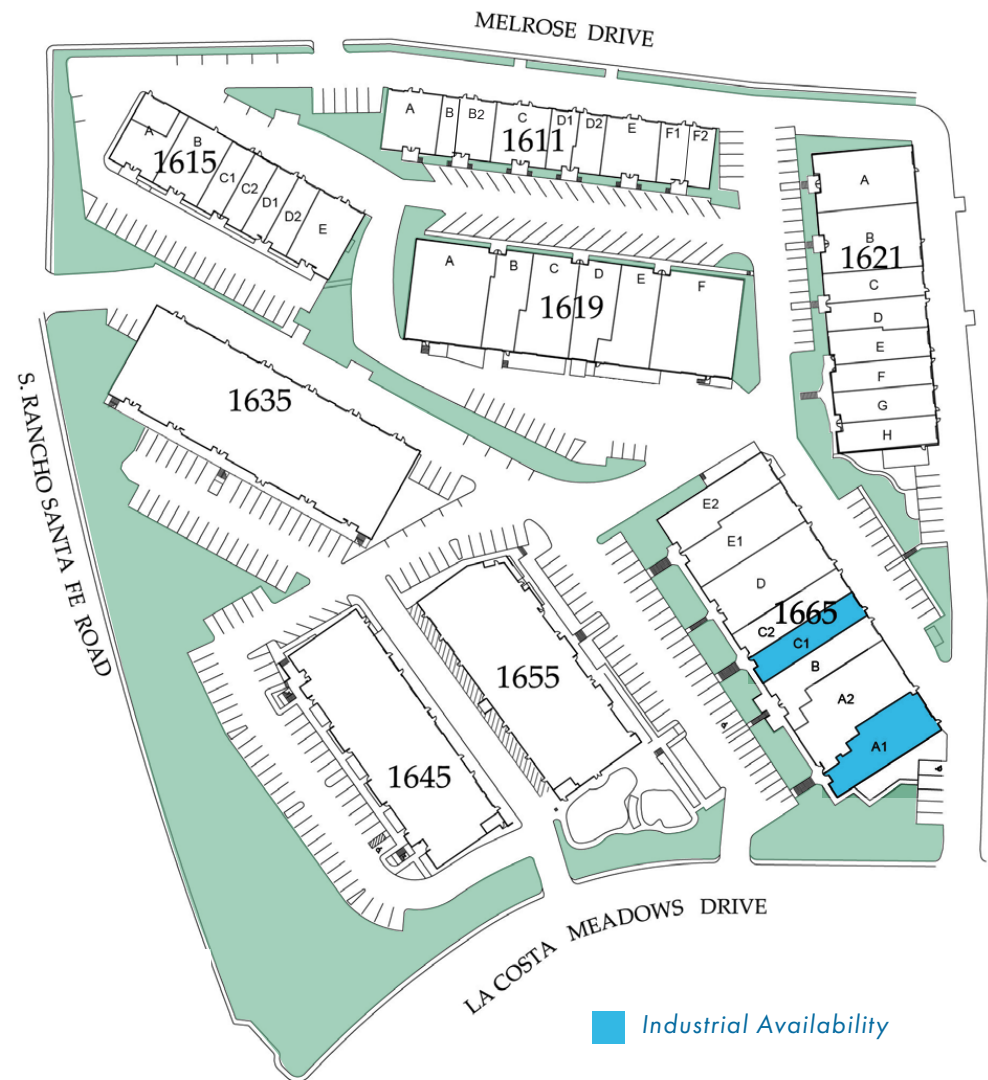 MELROSE DRIVE
A
B
B2
C
D1
D2
E
F1
F2
1611
A
B
1615
C1
C2
D1
D2
E
A
B
1621
C
D
E
F
G
H
A
B
C
D
E
F
1619
1635
S. RANCHO SANTA FE ROAD
E2
E1
D
1665
C2
C1
B
A2
A1
1655
1645
LA COSTA MEADOWS DRIVE
Industrial Availability